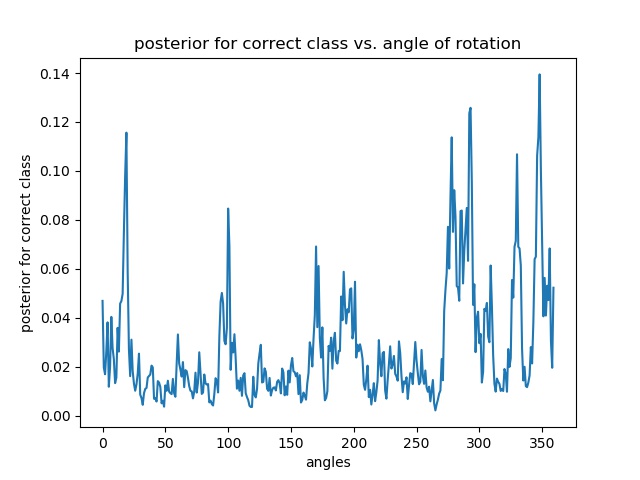 posterior for correct class vs. angle of rotation
0.14
0.12
0.10
0.08
0.06
0.04
0.02
0.00
posterior for correct class
0 50 100 150 200 250 300 350
angles